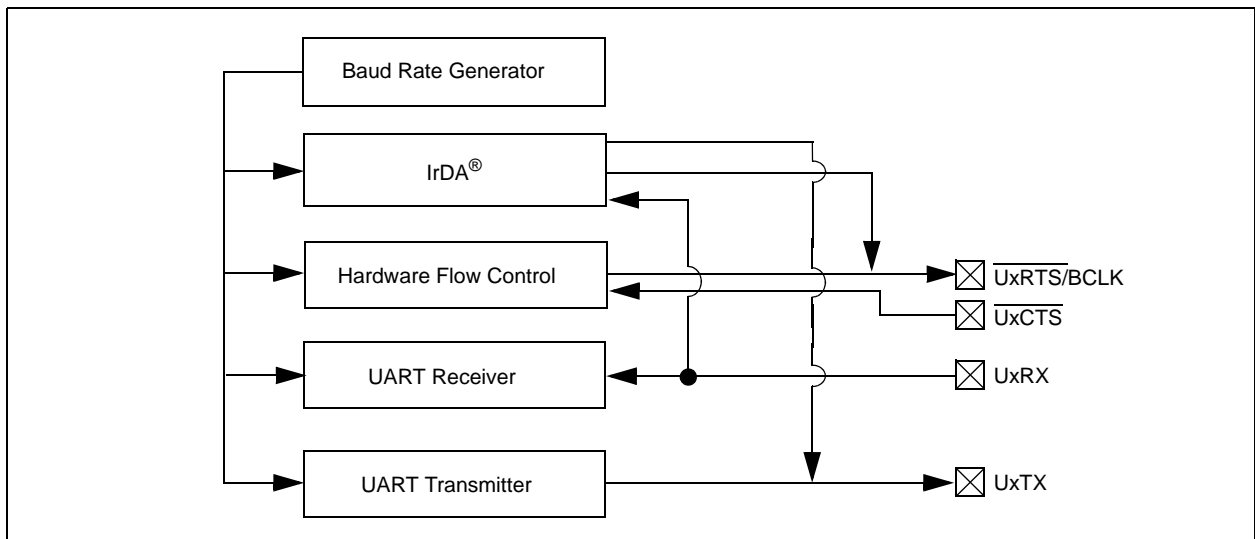 Baud Rate Generator
IrDA®
Hardware Flow Control
UxRTS/BCLK
UxCTS
UART Receiver
UxRX
UART Transmitter
UxTX